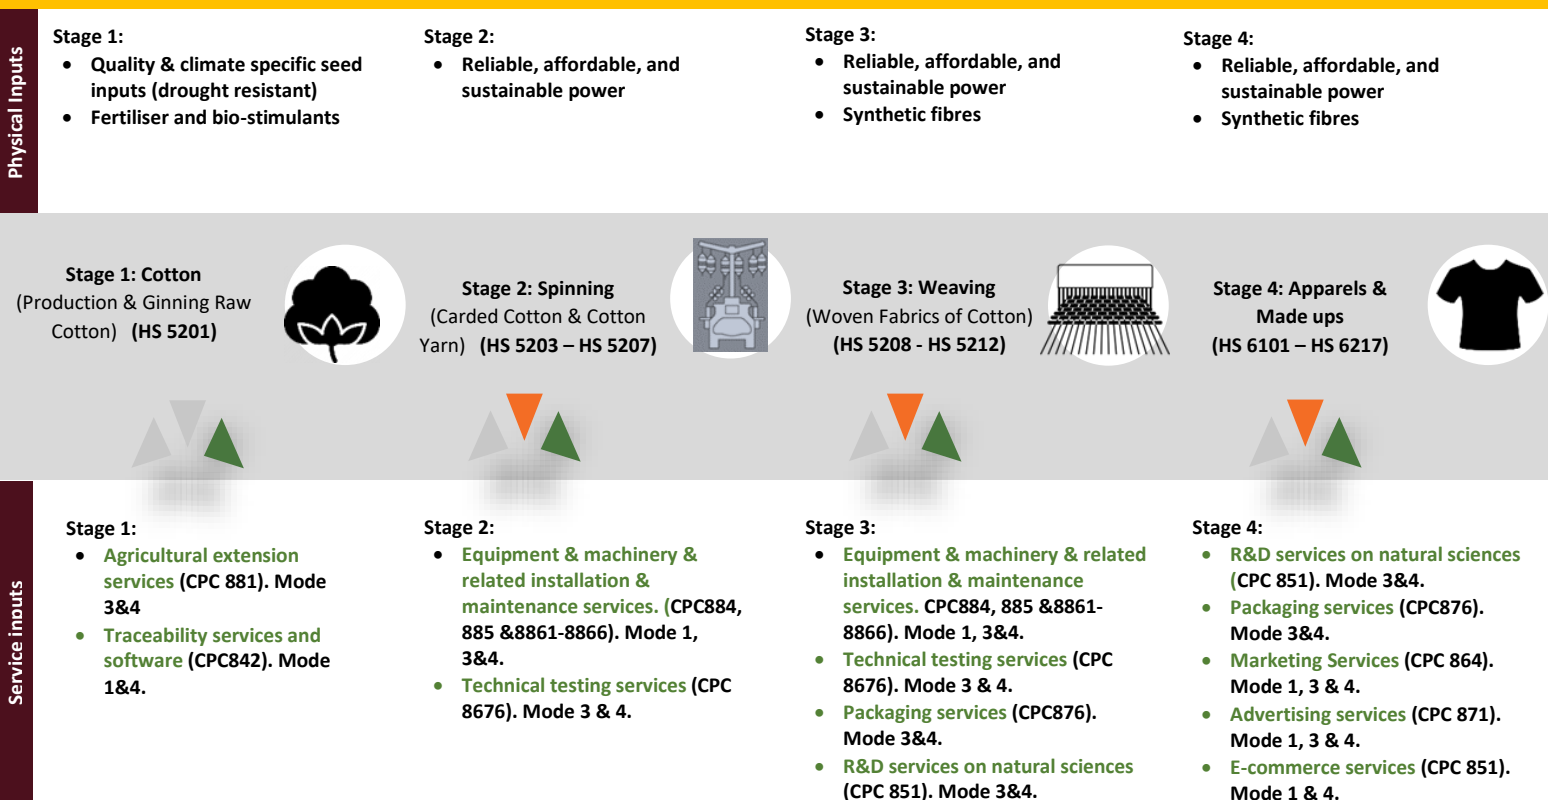 Physical Inputs
Stage 1:
• Quality & climate specific seed
inputs (drought resistant)
• Fertiliser and bio-stimulants
Stage 2:
• Reliable, affordable, and
sustainable power
Stage 3:
• Reliable, affordable, and
sustainable power
• Synthetic fibres
Stage 4:
• Reliable, affordable, and
sustainable power
• Synthetic fibres
Stage 1: Cotton
(Production & Ginning Raw
Cotton) (HS 5201)
Stage 2: Spinning
(Carded Cotton & Cotton
Yarn) (HS 5203 – HS 5207)
Stage 3: Weaving
(Woven Fabrics of Cotton)
(HS 5208 - HS 5212)
Stage 4: Apparels &
Made ups
(HS 6101 – HS 6217)
Service inputs
Stage 1:
• Agricultural extension
services (CPC 881). Mode
3&4
• Traceability services and
software (CPC842). Mode
1&4.
Stage 2:
• Equipment & machinery &
related installation &
maintenance services. (CPC884,
885 &8861-8866). Mode 1,
3&4.
• Technical testing services (CPC
8676). Mode 3 & 4.
Stage 3:
• Equipment & machinery & related
installation & maintenance
services. CPC884, 885 &8861-
8866). Mode 1, 3&4.
• Technical testing services (CPC
8676). Mode 3 & 4.
• Packaging services (CPC876).
Mode 3&4.
• R&D services on natural sciences
(CPC 851). Mode 3&4.
Stage 4:
• R&D services on natural sciences
(CPC 851). Mode 3&4.
• Packaging services (CPC876).
Mode 3&4.
• Marketing Services (CPC 864).
Mode 1, 3 & 4.
• Advertising services (CPC 871).
Mode 1, 3 & 4.
• E-commerce services (CPC 851).
Mode 1 & 4.